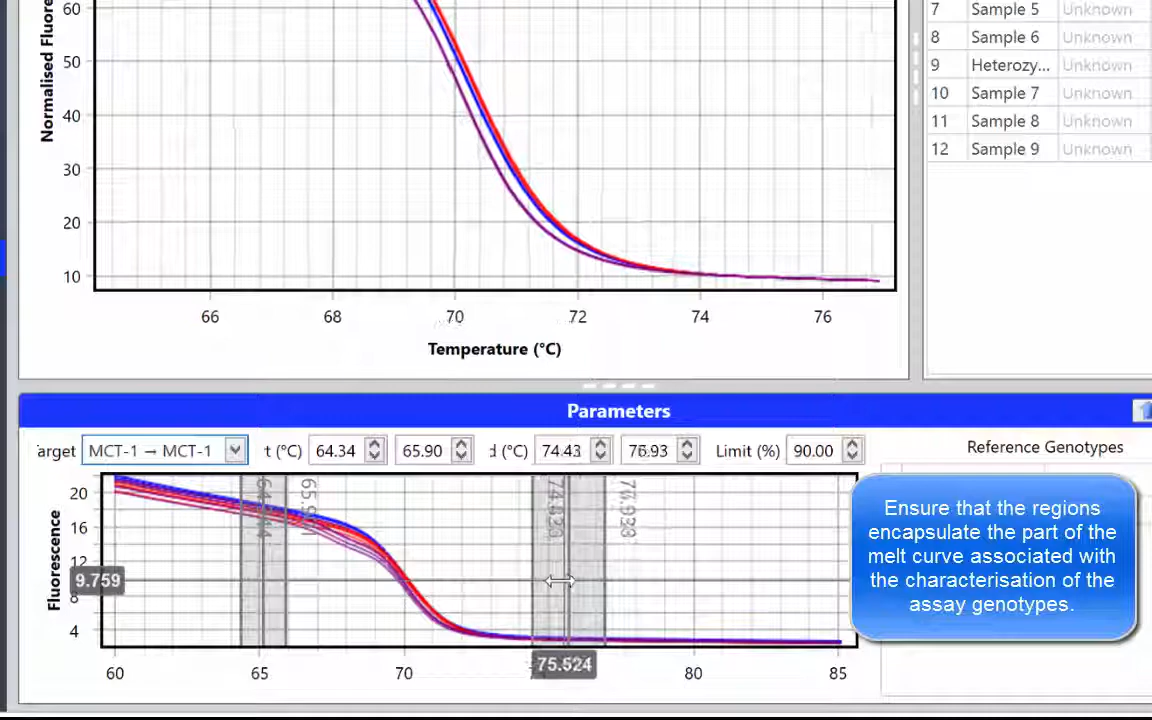 60
50
40
30
20
10
Normalised Fluore
66 68 70 72 74 76
Temperature (°C)
7 Sample 5 Unknown
8 Sample 6 Unknown
9 Heterozy... Unknown
10 Sample 7 Unknown
11 Sample 8 Unknown
12 Sample 9 Unknown
Parameters
arget MCT-1 → MCT-1 t (°C) 64.34 65.90 d (°C) 74.43 76.93 Limit (%) 90.00
Reference Genotypes
20
16
12
8
4
Fluorescence
9.759
75.524
60 65 70 80 85
Ensure that the regions
encapsulate the part of the
melt curve associated with
the characterisation of the
assay genotypes.